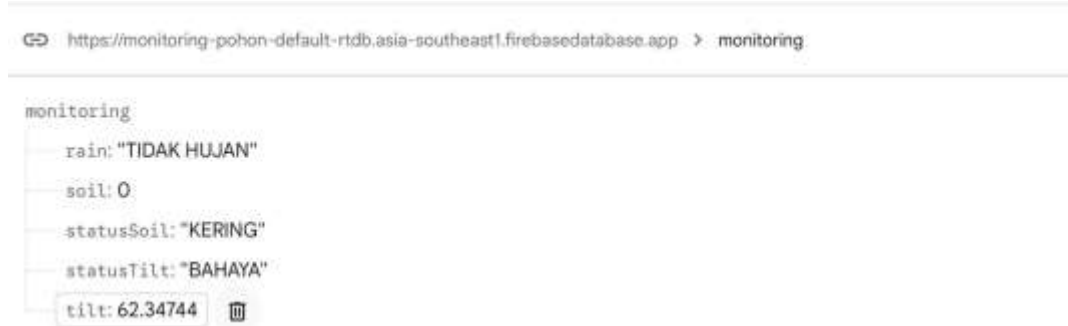 https://monitoring-pohon-default-rtdb.asia-southeast1.firebasedatabase.app > monitoring
monitoring
rain: "TIDAK HUJAN"
soil: 0
statusSoil: "KERING"
statusTilt: "BAHAYA"
tilt: 62.34744